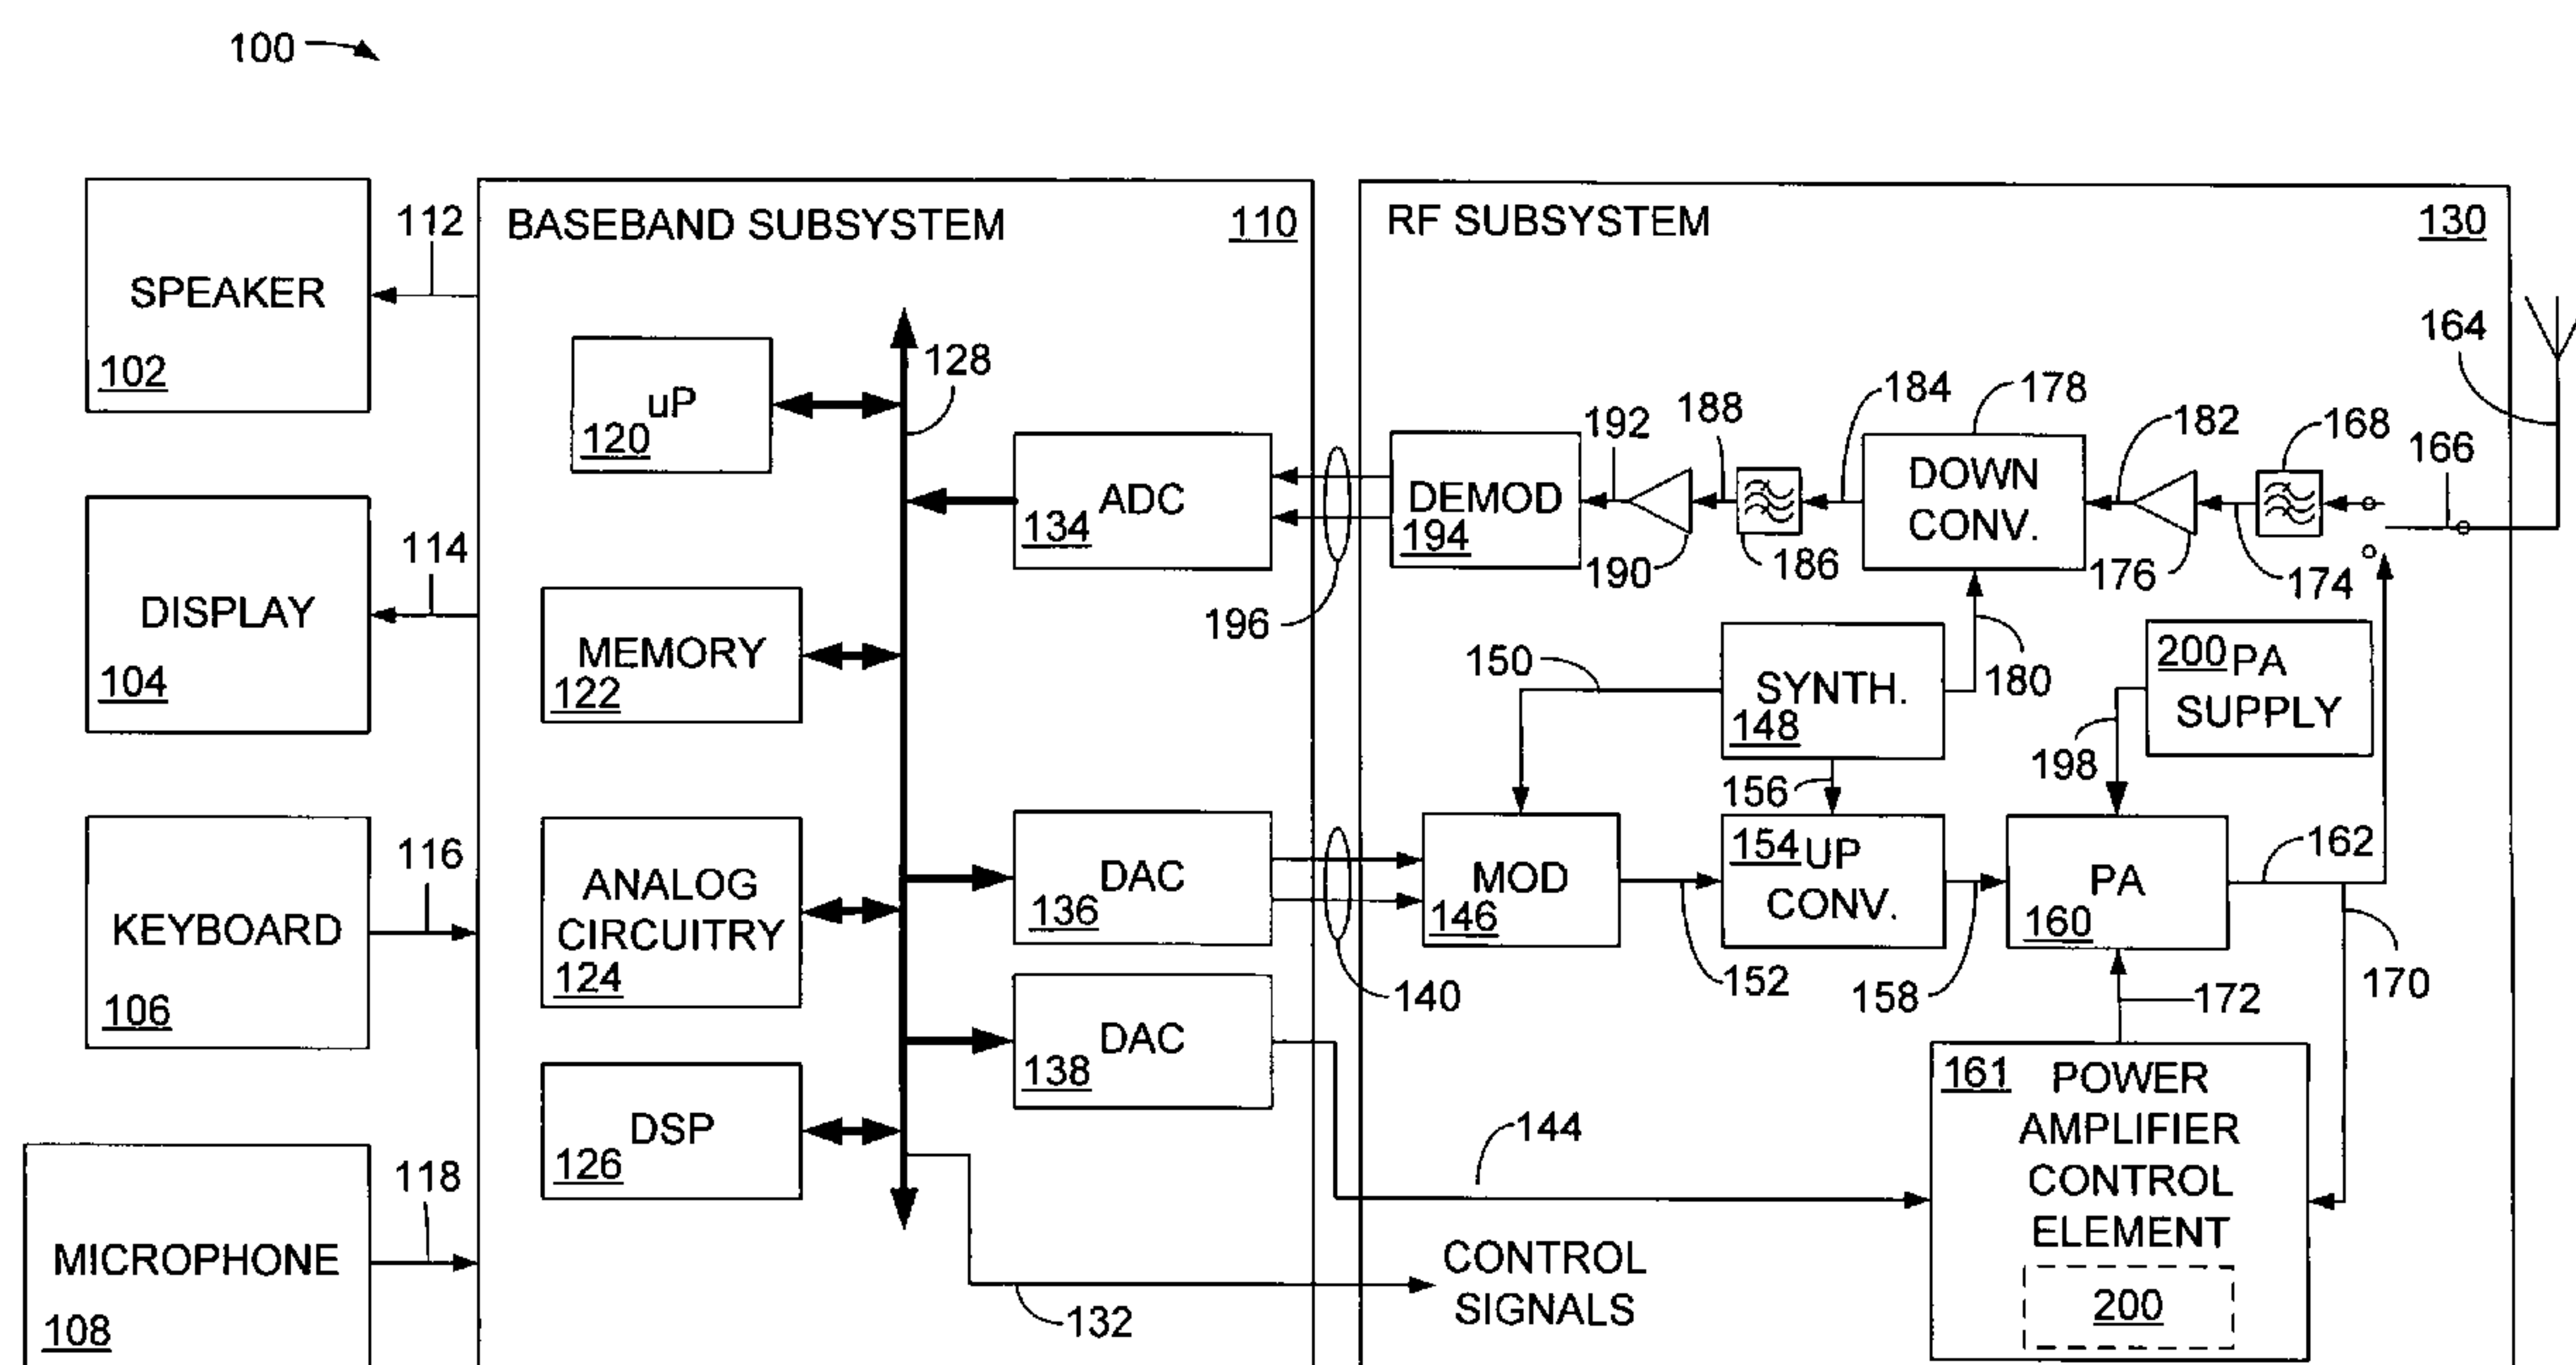 100
SPEAKER
102
112
DISPLAY
104
114
KEYBOARD
106
116
MICROPHONE
108
118
BASEBAND SUBSYSTEM
110
uP
120
128
MEMORY
122
ANALOG
CIRCUITRY
124
DSP
126
ADC
134
DAC
136
DAC
138
132
196
140
RF SUBSYSTEM
130
DEMOD
194
192
190
188
186
184
DOWN
CONV.
178
182
176
174
168
166
164
150
SYNTH.
148
180
156
200 PA
SUPPLY
198
MOD
146
152
154 UP
CONV.
158
PA
160
162
170
172
144
161 POWER
AMPLIFIER
CONTROL
ELEMENT
200
CONTROL
SIGNALS